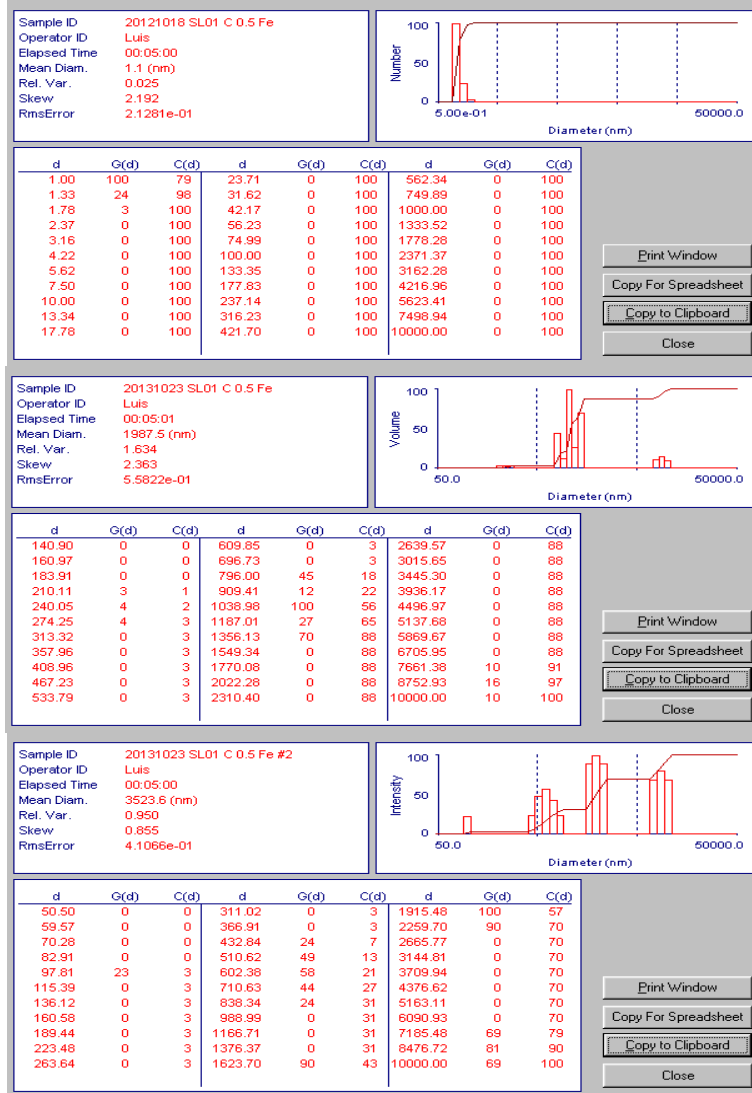 Sample ID 20121018 SL01 C 0.5 Fe
Operator ID Luis
Elapsed Time 00:05:00
Mean Diam. 1.1 (nm)
Rel. Var. 0.025
Skew 2.192
RmsError 2.1281e-01
Number
100
50
0
5.00e-01 50000.0
Diameter (nm)
d G(d) C(d) d G(d) C(d) d G(d) C(d)
1.00 100 79 23.71 0 100 562.34 0 100
1.33 24 98 31.62 0 100 749.89 0 100
1.78 3 100 42.17 0 100 1000.00 0 100
2.37 0 100 56.23 0 100 1333.52 0 100
3.16 0 100 74.99 0 100 1778.28 0 100
4.22 0 100 100.00 0 100 2371.37 0 100
5.62 0 100 133.35 0 100 3162.28 0 100
7.50 0 100 177.83 0 100 4216.96 0 100
10.00 0 100 237.14 0 100 5623.41 0 100
13.34 0 100 316.23 0 100 7498.94 0 100
17.78 0 100 421.70 0 100 10000.00 0 100
Print Window
Copy For Spreadsheet
Copy to Clipboard
Close
Sample ID 20131023 SL01 C 0.5 Fe
Operator ID Luis
Elapsed Time 00:05:01
Mean Diam. 1987.5 (nm)
Rel. Var. 1.634
Skew 2.363
RmsError 5.5822e-01
Volume
100
50
0
50.0 50000.0
Diameter (nm)
d G(d) C(d) d G(d) C(d) d G(d) C(d)
140.90 0 0 609.85 0 3 2639.57 0 88
160.97 0 0 696.73 0 3 3015.65 0 88
183.91 0 0 796.00 45 18 3445.30 0 88
210.11 3 1 909.41 12 22 3936.17 0 88
240.05 4 2 1038.98 100 56 4496.97 0 88
274.25 4 3 1187.01 27 65 5137.68 0 88
313.32 0 3 1356.13 70 88 5869.67 0 88
357.96 0 3 1549.34 0 88 6705.95 0 88
408.96 0 3 1770.08 0 88 7661.38 10 91
467.23 0 3 2022.28 0 88 8752.93 16 97
533.79 0 3 2310.40 0 88 10000.00 10 100
Print Window
Copy For Spreadsheet
Copy to Clipboard
Close
Sample ID 20131023 SL01 C 0.5 Fe #2
Operator ID Luis
Elapsed Time 00:05:00
Mean Diam. 3523.6 (nm)
Rel. Var. 0.950
Skew 0.855
RmsError 4.1066e-01
Intensity
100
50
0
50.0 50000.0
Diameter (nm)
d G(d) C(d) d G(d) C(d) d G(d) C(d)
50.50 0 0 311.02 0 3 1915.48 100 57
59.57 0 0 366.91 0 3 2259.70 90 70
70.28 0 0 432.84 24 7 2665.77 0 70
82.91 0 0 510.62 49 13 3144.81 0 70
97.81 23 3 602.38 58 21 3709.94 0 70
115.39 0 3 710.63 44 27 4376.62 0 70
136.12 0 3 838.34 24 31 5163.11 0 70
160.58 0 3 988.99 0 31 6090.93 0 70
189.44 0 3 1166.71 0 31 7185.48 69 79
223.48 0 3 1376.37 0 31 8476.72 81 90
263.64 0 3 1623.70 90 43 10000.00 69 100
Print Window
Copy For Spreadsheet
Copy to Clipboard
Close